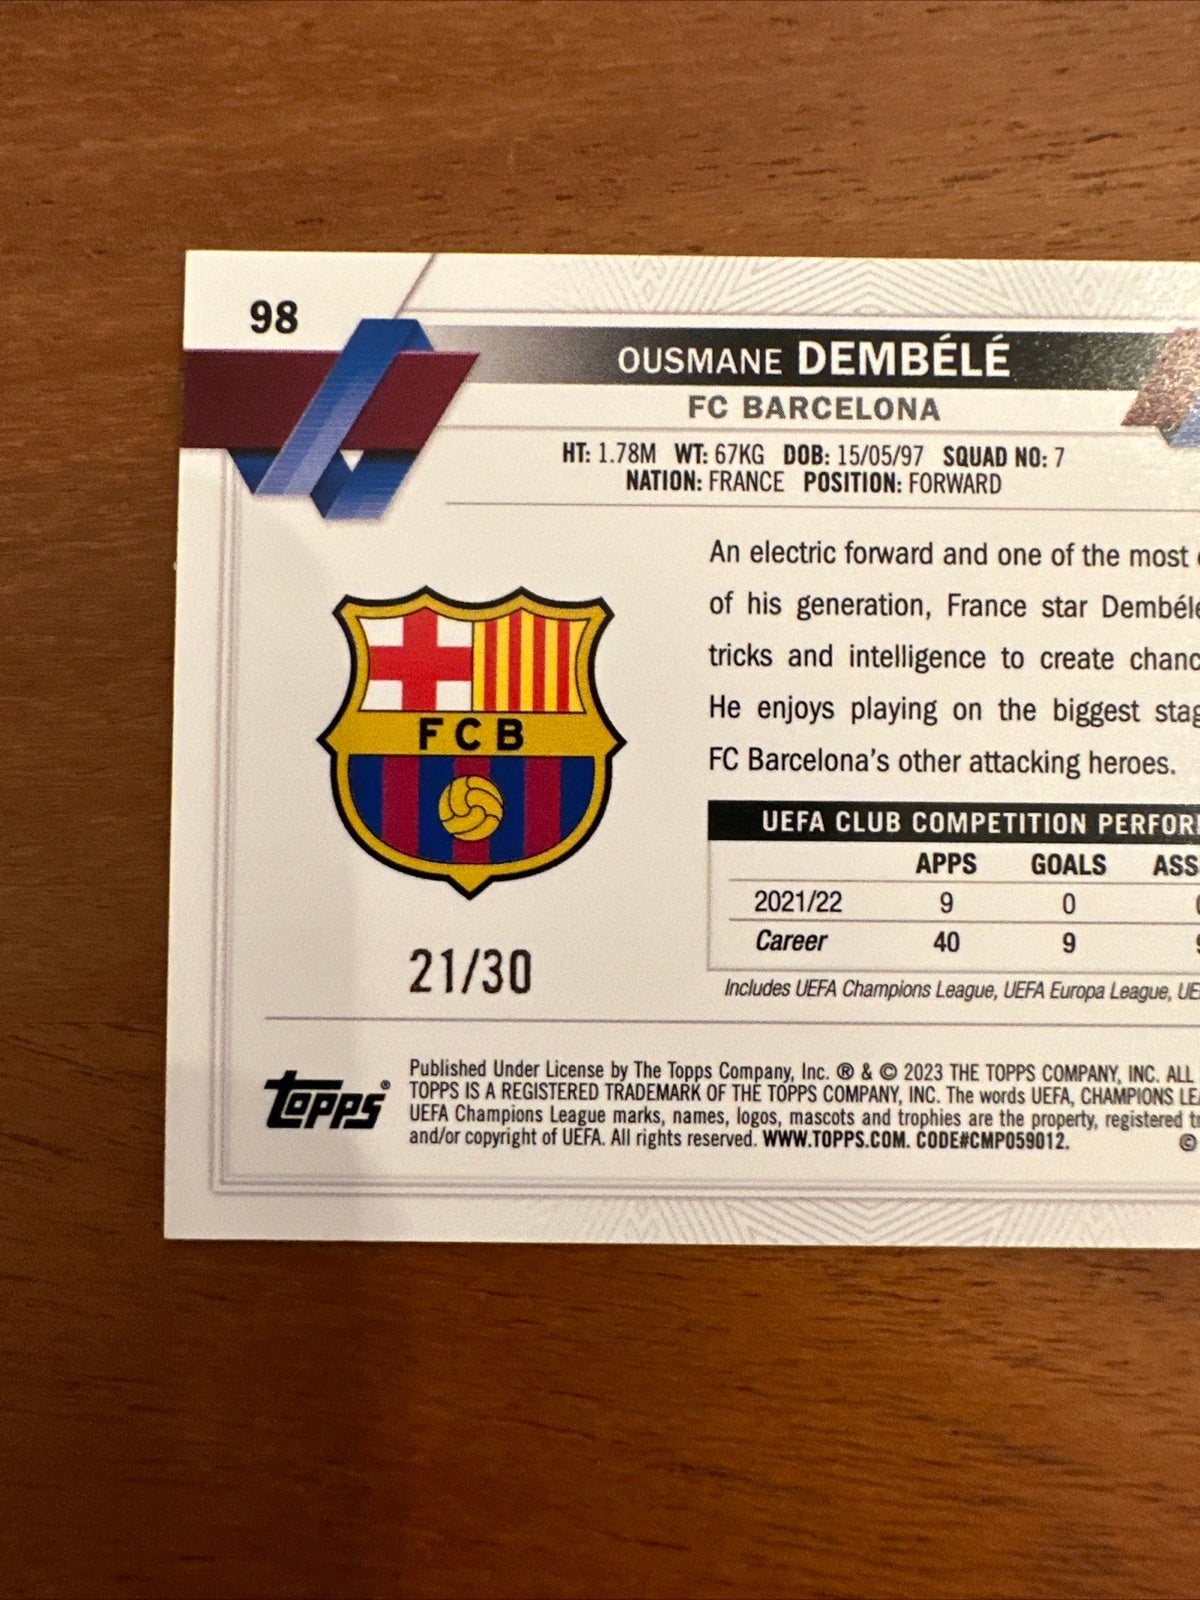 98
OUSMANE DEMBÉLÉ
FC BARCELONA
HT: 1.78M WT: 67KG DOB: 15/05/97 SQUAD NO: 7
NATION: FRANCE POSITION: FORWARD
An electric forward and one of the most
of his generation, France star
tricks and intelligence to create
He enjoys playing on the biggest
FC Barcelona's other attacking heroes.
FCB
UEFA CLUB COMPETITION
APPS GOALS
2021/22 9 0
Career 40 9
21/30
Includes UEFA Champions League, UEFA Europa League,
Published Under License by The Topps Company, Inc. ® & © 2023 THE TOPPS COMPANY, INC. ALL
topps®
TOPPS IS A REGISTERED TRADEMARK OF THE TOPPS COMPANY, INC. The words UEFA, CHAMPIONS
UEFA Champions League marks, names, logos, mascots and trophies are the property, registered
and/or copyright of UEFA. All rights reserved. WWW.TOPPS.COM. CODE#CMP059012. ©